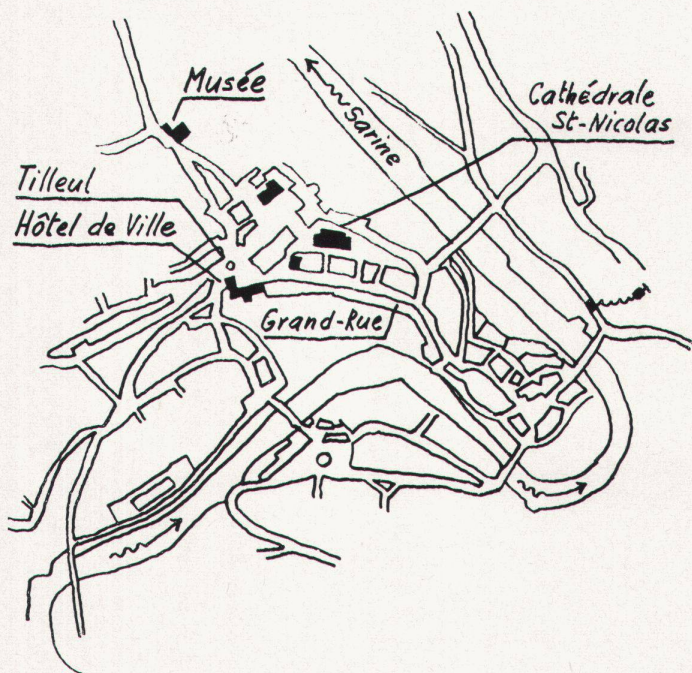 Musée
Sarine
Cathédrale
St-Nicolas
Tilleul
Hôtel de Ville
Grand-Rue